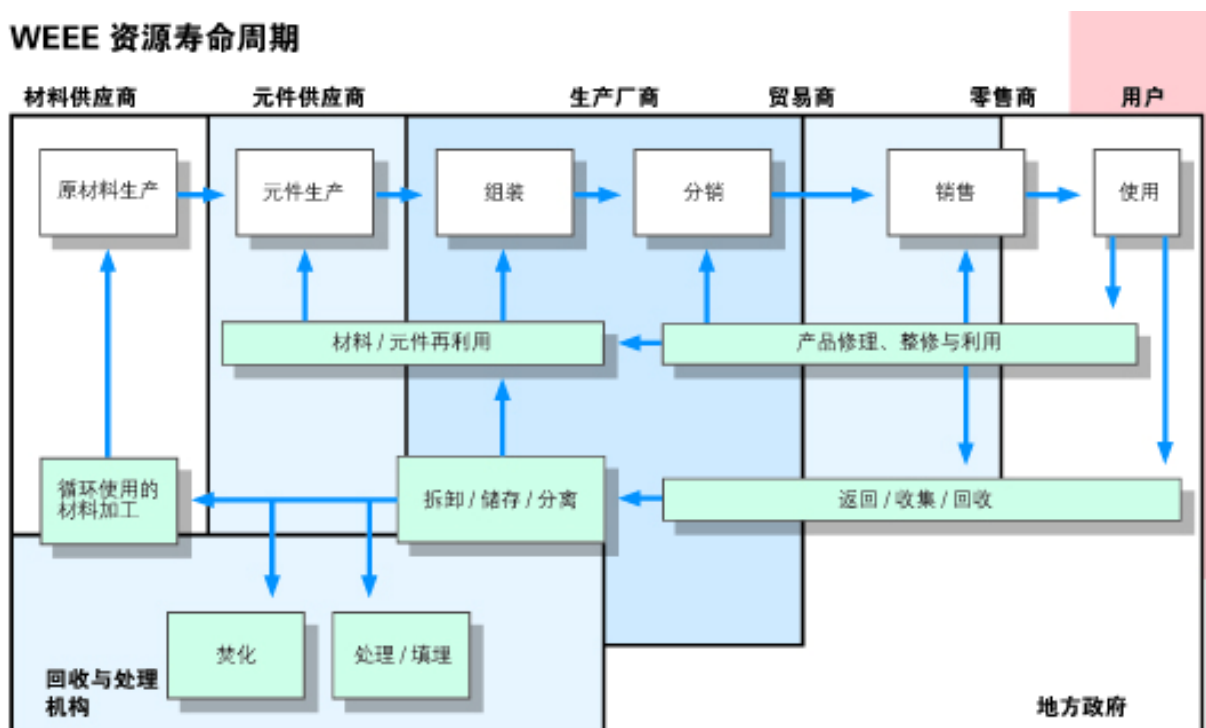 WEEE 资源寿命周期
材料供应商
元件供应商
生产厂商
贸易商
零售商
用户
原材料生产
元件生产
组装
分销
销售
使用
材料 / 元件再利用
产品修理、整修与利用
循环使用的
材料加工
拆卸 / 储存 / 分离
返回 / 收集 / 回收
焚化
处理 / 填埋
回收与处理
机构
地方政府